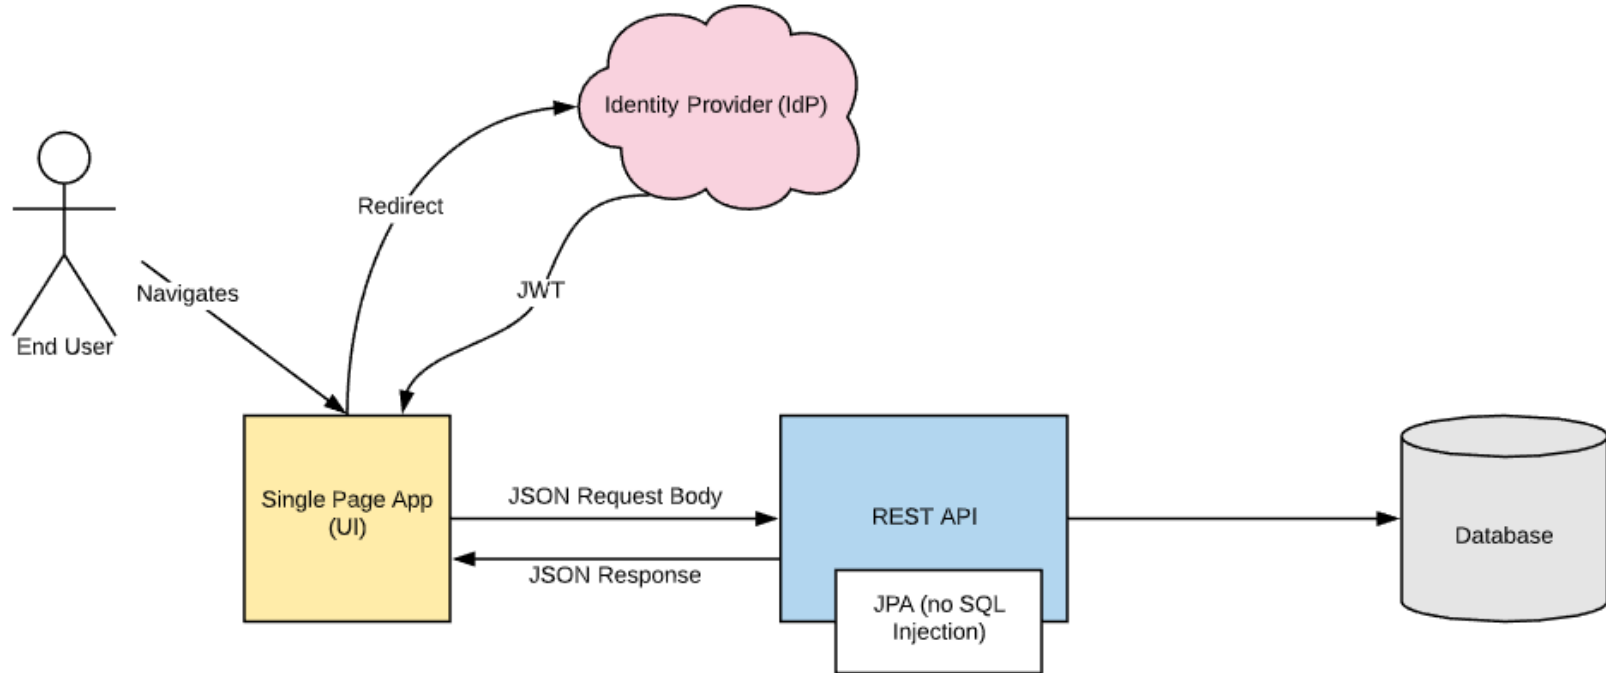 Identity Provider (IdP)
Redirect
JWT
Navigates
End User
Single Page App
(UI)
JSON Request Body
JSON Response
REST API
JPA (no SQL
Injection)
Database